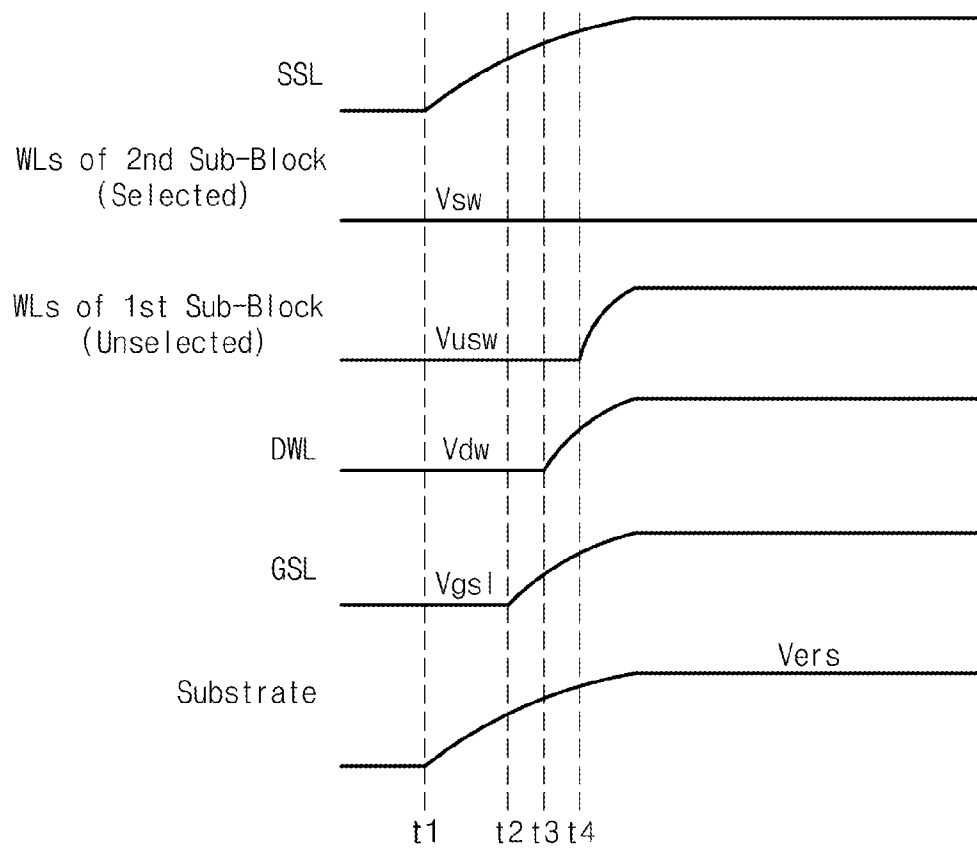 SSL
WLs of 2nd Sub-Block
(Selected)
Vsw
WLs of 1st Sub-Block
(Unselected)
Vusw
DWL
Vdw
GSL
Vgsl
Substrate
Vers
t1 t2 t3 t4